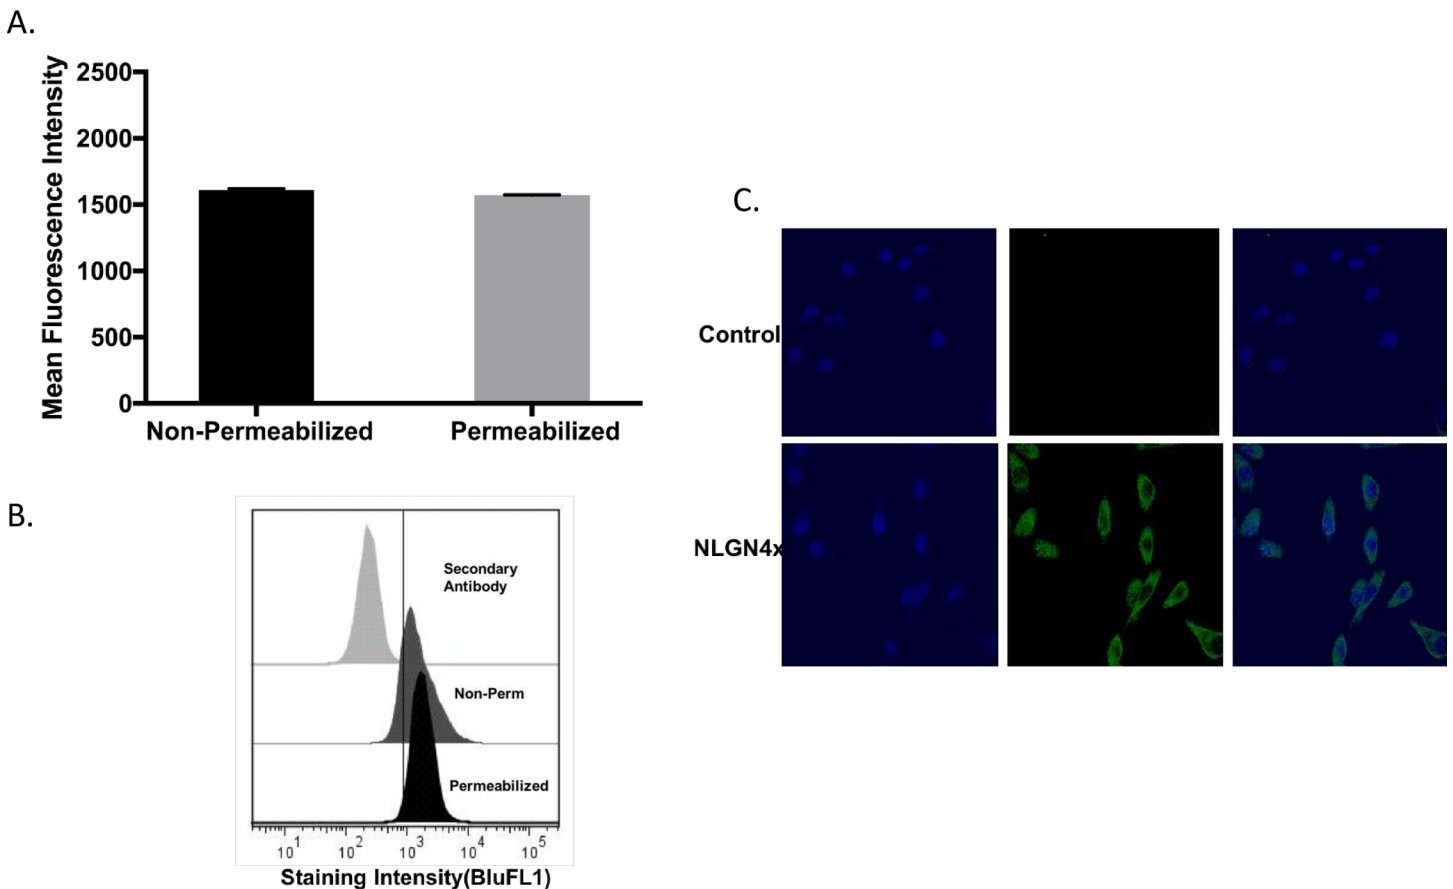 A.
Mean Fluorescence Intensity
2500
2000
1500
1000
500
0
Non-Permeabilized
Permeabilized
B.
Secondary
Antibody
Non-Perm
Permeabilized
10^1 10^2 10^3 10^4 10^5
Staining Intensity(BluFL1)
C.
Control
NLGN4x